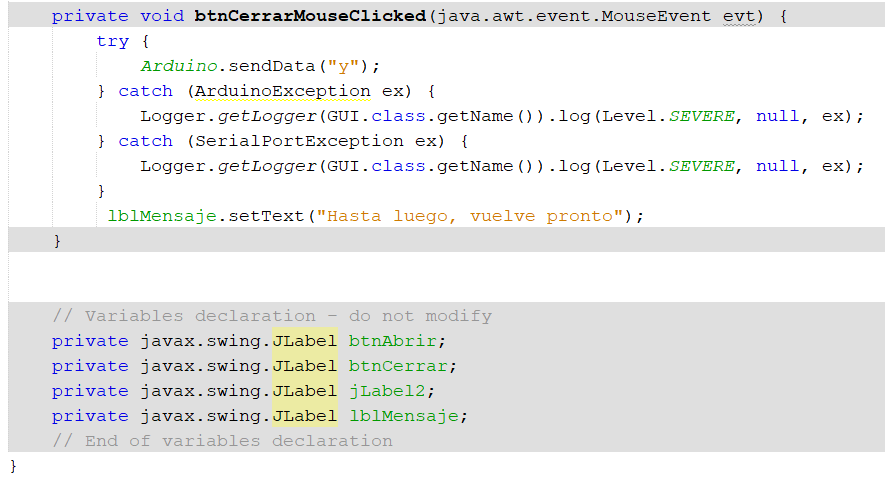 private void btnCerrarMouseClicked(java.awt.event.MouseEvent evt) {
try {
Arduino.sendData("y");
} catch (ArduinoException ex) {
Logger.getLogger(GUI.class.getName()).log(Level.SEVERE, null, ex);
} catch (SerialPortException ex) {
Logger.getLogger(GUI.class.getName()).log(Level.SEVERE, null, ex);
}
lblMensaje.setText("Hasta luego, vuelve pronto");
}
// Variables declaration - do not modify
private javax.swing.JLabel btnAbrir;
private javax.swing.JLabel btnCerrar;
private javax.swing.JLabel jLabel2;
private javax.swing.JLabel lblMensaje;
// End of variables declaration
}